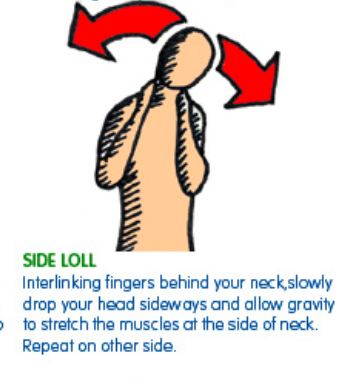 SIDE LOLL
Interlinking fingers behind your neck,slowly
drop your head sideways and allow gravity
to stretch the muscles at the side of neck.
Repeat on other side.